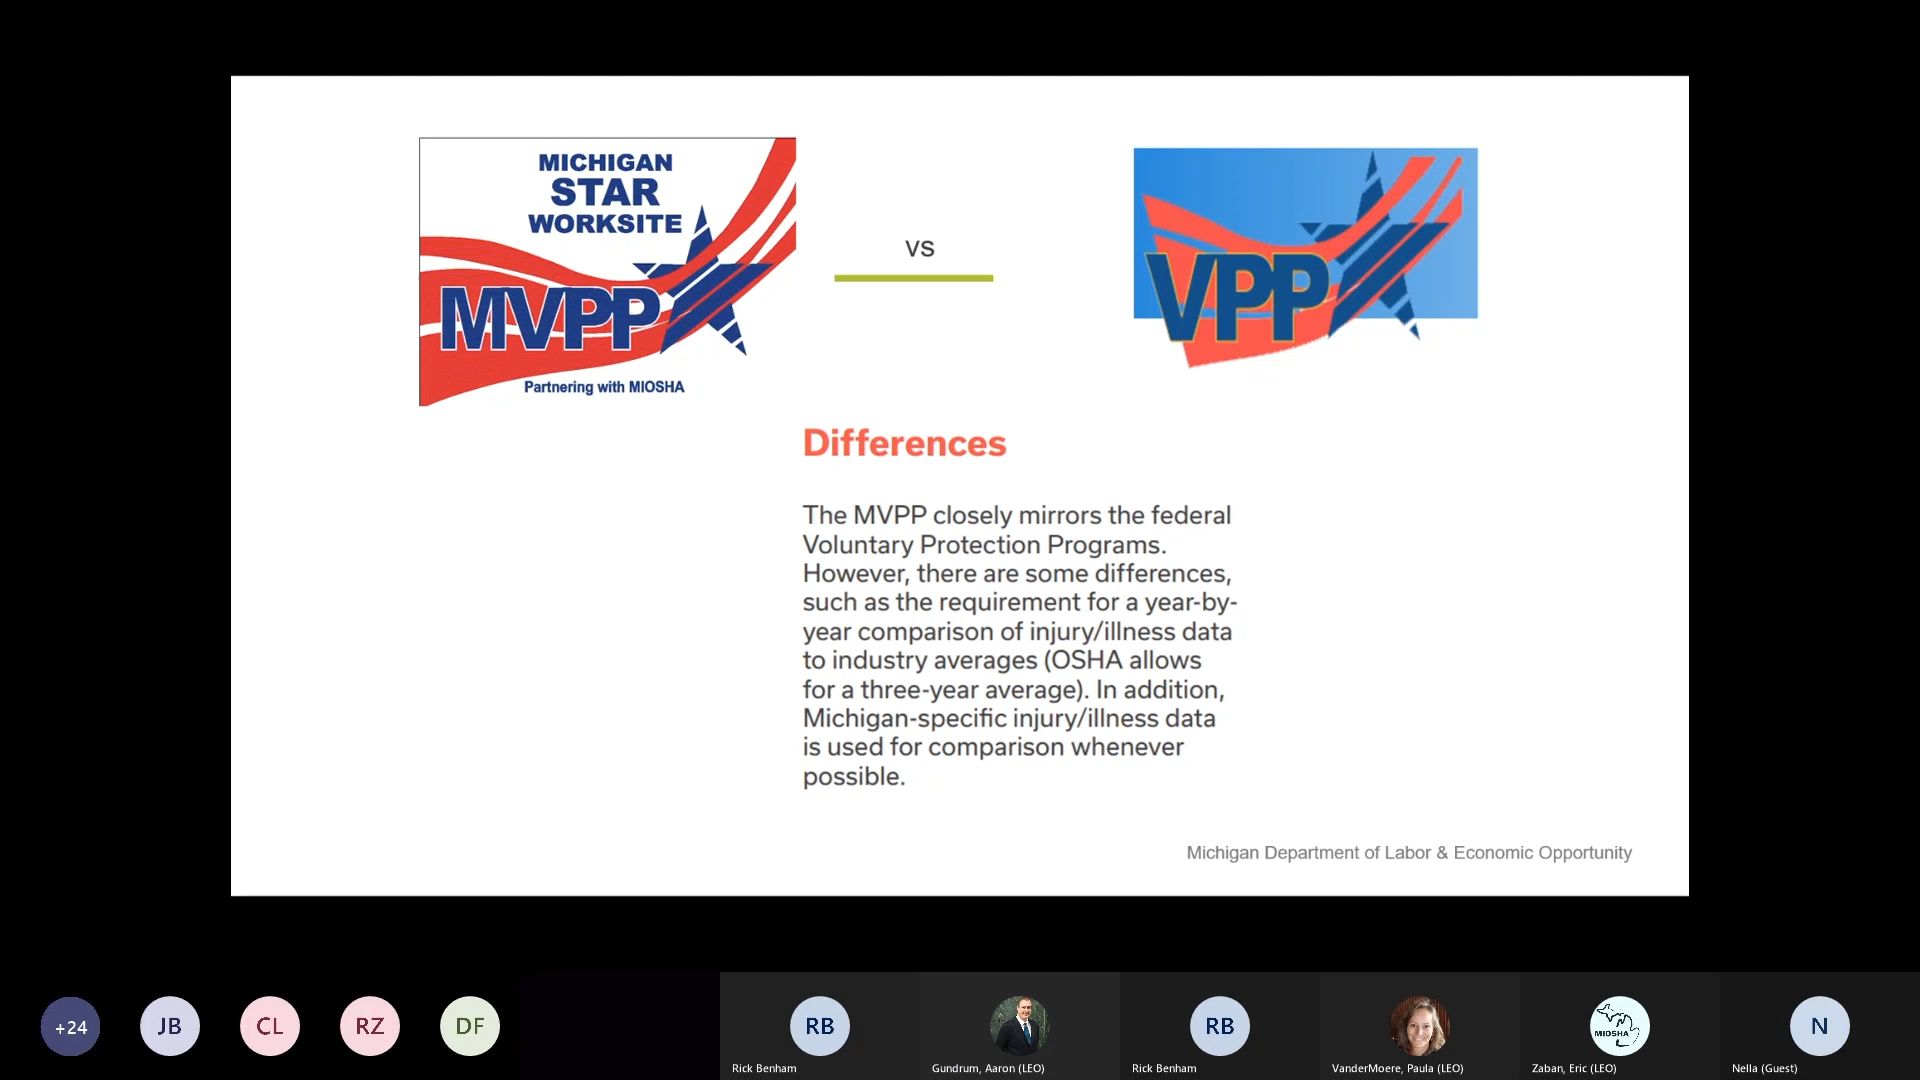 MICHIGAN
STAR
WORKSITE
MVPP
Partnering with MIOSHA
VS
VPP
Differences
The MVPP closely mirrors the federal
Voluntary Protection Programs.
However, there are some differences,
such as the requirement for a year-by-
year comparison of injury/illness data
to industry averages (OSHA allows
for a three-year average). In addition,
Michigan-specific injury/illness data
is used for comparison whenever
possible.
Michigan Department of Labor & Economic Opportunity
+24
JB
CL
RZ
DF
RB
RB
MIOSHA
N
Rick Benham
Gundrum, Aaron (LEO)
Rick Benham
VanderMoere, Paula (LEO)
Zaban, Eric (LEO)
Nella (Guest)